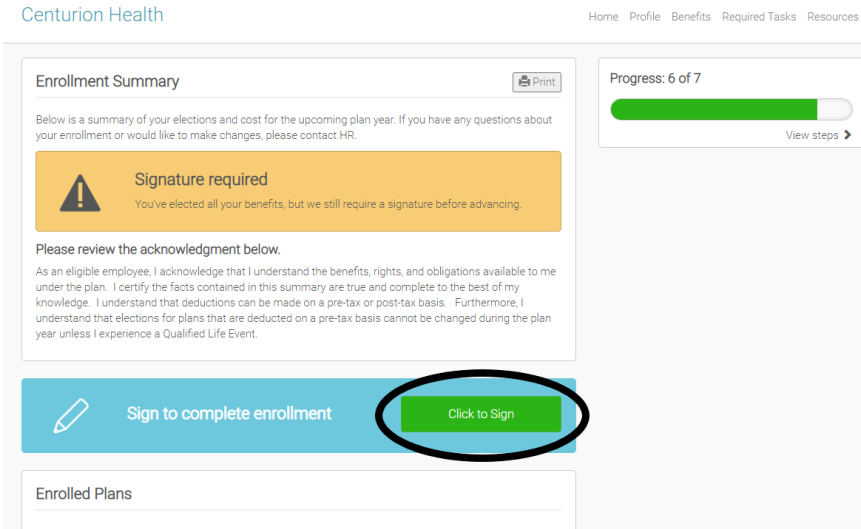 Centurion Health
Home Profile Benefits Required Tasks Resources
Enrollment Summary
Print
Progress: 6 of 7
Below is a summary of your elections and cost for the upcoming plan year. If you have any questions about
your enrollment or would like to make changes, please contact HR.
View steps
Signature required
You've elected all your benefits, but we still require a signature before advancing.
Please review the acknowledgment below.
As an eligible employee, I acknowledge that I understand the benefits, rights, and obligations available to me
under the plan. I certify the facts contained in this summary are true and complete to the best of my
knowledge. I understand that deductions can be made on a pre-tax or post-tax basis. Furthermore, I
understand that elections for plans that are deducted on a pre-tax basis cannot be changed during the plan
year unless I experience a Qualified Life Event.
Sign to complete enrollment
Click to Sign
Enrolled Plans